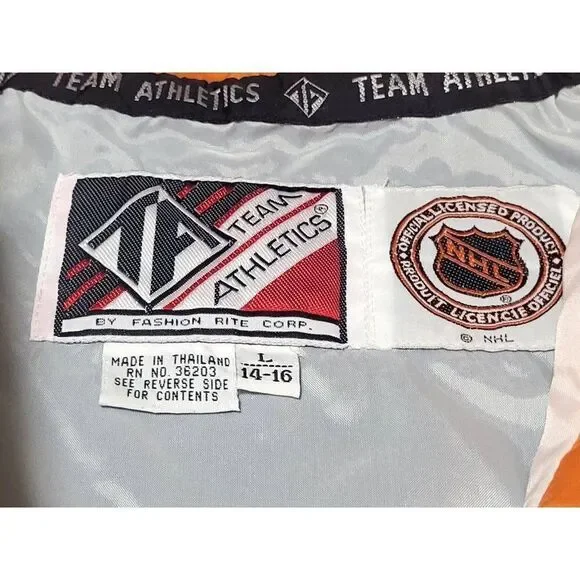 TEAM ATHLETICS TA TEAM ATHLETICS
TA
TEAM
ATHLETICS®
BY FASHION RITE CORP.
OFFICIAL LICENSED PRODUCT
NHL
®
PRODUIT LICENCIE OFFICIEL
© NHL
MADE IN THAILAND
RN NO. 36203
SEE REVERSE SIDE
FOR CONTENTS
L
14-16